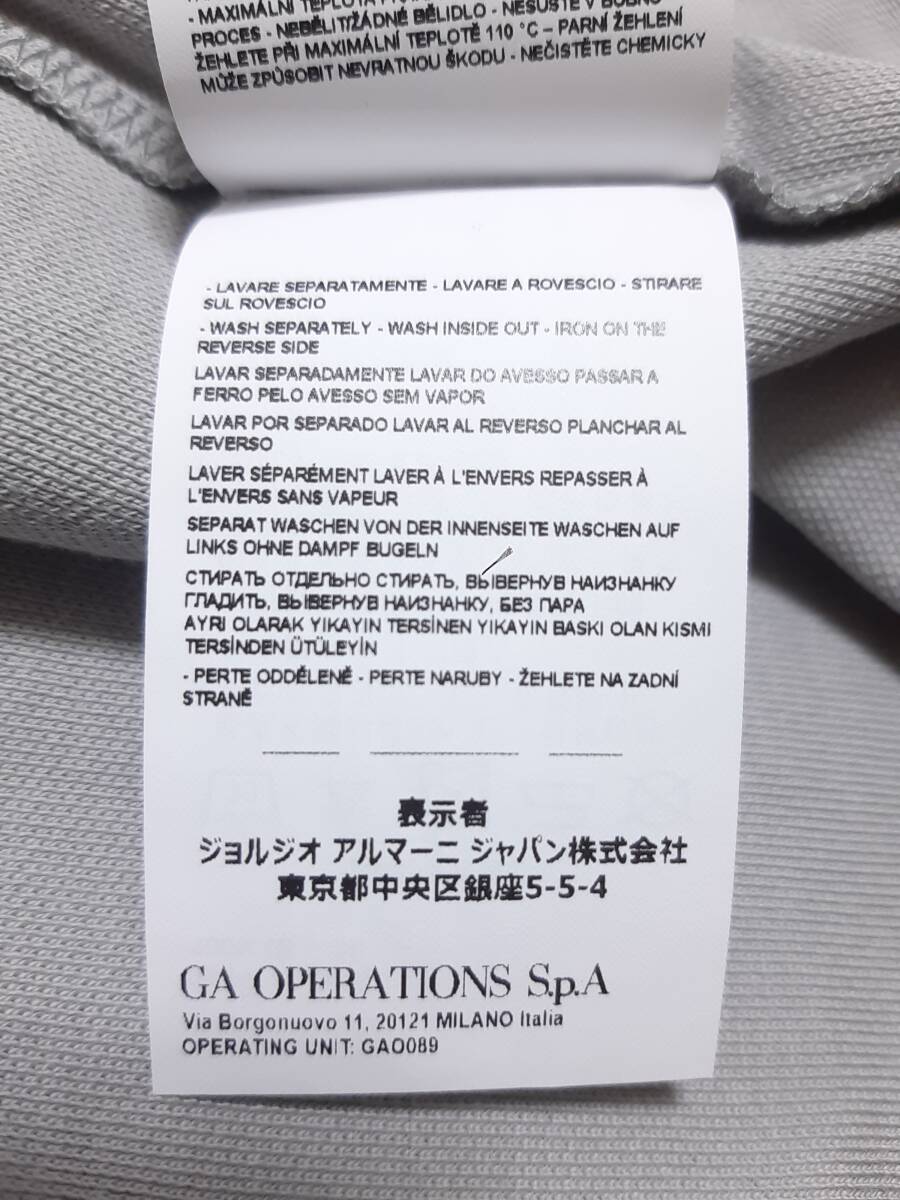 - MAXIMÁLNÍ TEPLOTA
PROCES - NEBĚLIT/ŽÁDNÉ BĚLIDLO - NESUŠTE V BUBNU
ŽEHLETE PŘI MAXIMÁLNÍ TEPLOTĚ 110 °C – PARNÍ ŽEHLENÍ
MŮŽE ZPŮSOBIT NEVRATNOU ŠKODU - NEČISTĚTE CHEMICKY
- LAVARE SEPARATAMENTE - LAVARE A ROVESCIO - STIRARE
SUL ROVESCIO
- WASH SEPARATELY - WASH INSIDE OUT - IRON ON THE
REVERSE SIDE
LAVAR SEPARADAMENTE LAVAR DO AVESSO PASSAR A
FERRO PELO AVESSO SEM VAPOR
LAVAR POR SEPARADO LAVAR AL REVERSO PLANCHAR AL
REVERSO
LAVER SÉPARÉMENT LAVER À L'ENVERS REPASSER À
L'ENVERS SANS VAPEUR
SEPARAT WASCHEN VON DER INNENSEITE WASCHEN AUF
LINKS OHNE DAMPF BUGELN
СТИРАТЬ ОТДЕЛЬНО СТИРАТЬ, ВЫВЕРНУВ НАИЗНАНКУ
ГЛАДИТЬ, ВЫВЕРНУВ НАИЗНАНКУ, БЕЗ ПАРА
AYRI OLARAK YIKAYIN TERSİNEN YIKAYIN BASKI OLAN KISMI
TERSİNDEN ÜTÜLEYİN
- PERTE ODDĚLENĚ - PERTE NARUBY - ŽEHLETE NA ZADNÍ
STRANĚ
表示者
ジョルジオ アルマーニ ジャパン株式会社
東京都中央区銀座5-5-4
GA OPERATIONS S.p.A
Via Borgonuovo 11, 20121 MILANO Italia
OPERATING UNIT: GAO089